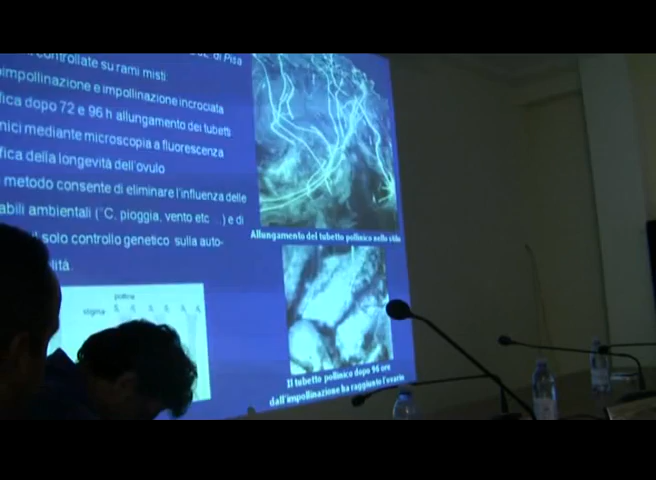 di Pisa
controllate su rami misti
impollinazione e impollinazione incrociata
fica dopo 72 e 96 h allungamento dei tubetti
nici mediante microscopia a fluorescenza
fica della longevità dell'ovulo
metodo consente di eliminare l'influenza delle
abili ambientali (°C, pioggia, vento etc ...) e di
il solo controllo genetico sulla auto-
lità.
Allungamento del tubetto pollinico nello stilo
polline
stigma
Il tubetto pollinico dopo 96 ore
dall'impollinazione ha raggiunto l'ovario